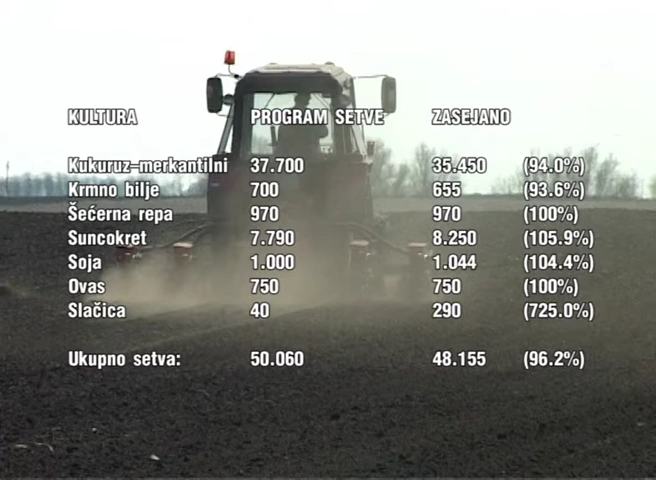 KULTURA PROGRAM SETVE ZASEJANO
Kukuruz-merkantilni 37.700 35.450 (94.0%)
Krmno bilje 700 655 (93.6%)
Šećerna repa 970 970 (100%)
Suncokret 7.790 8.250 (105.9%)
Soja 1.000 1.044 (104.4%)
Ovas 750 750 (100%)
Slačica 40 290 (725.0%)
Ukupno setva: 50.060 48.155 (96.2%)